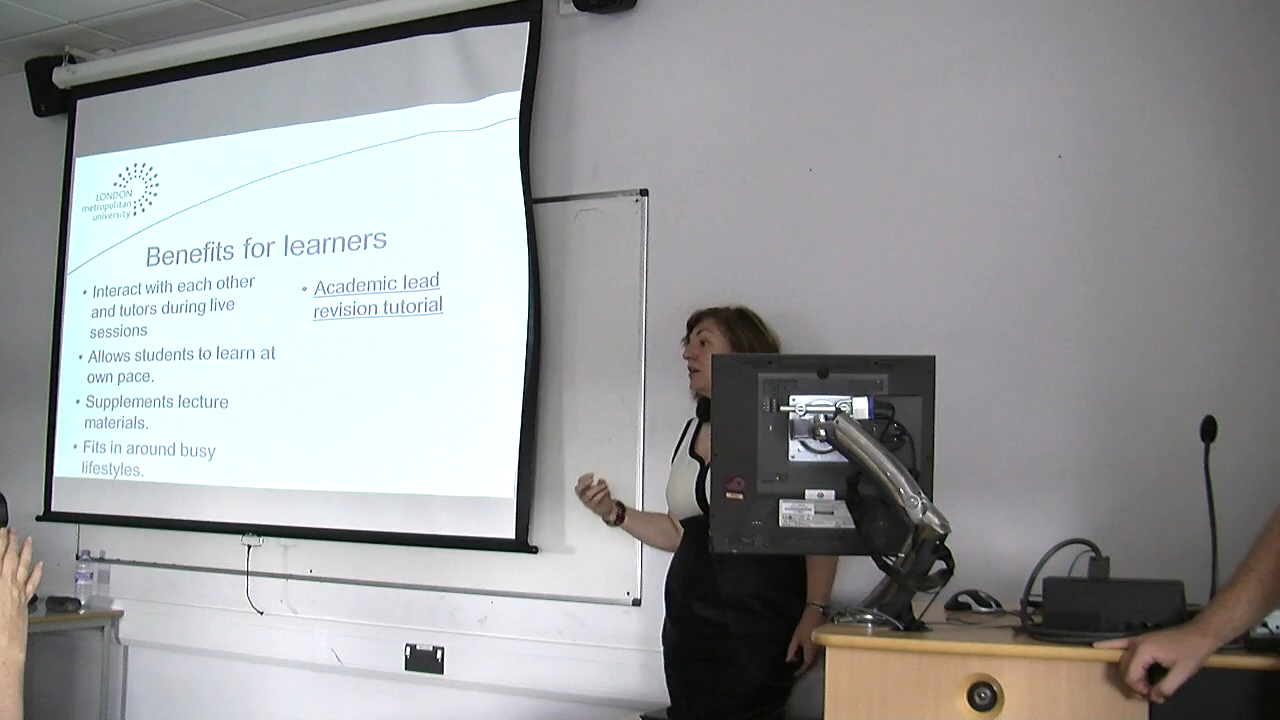 LONDON
metropolitan
university
Benefits for learners
• Interact with each other
and tutors during live
sessions
• Allows students to learn at
own pace.
• Supplements lecture
materials.
• Fits in around busy
lifestyles.
• Academic lead
revision tutorial